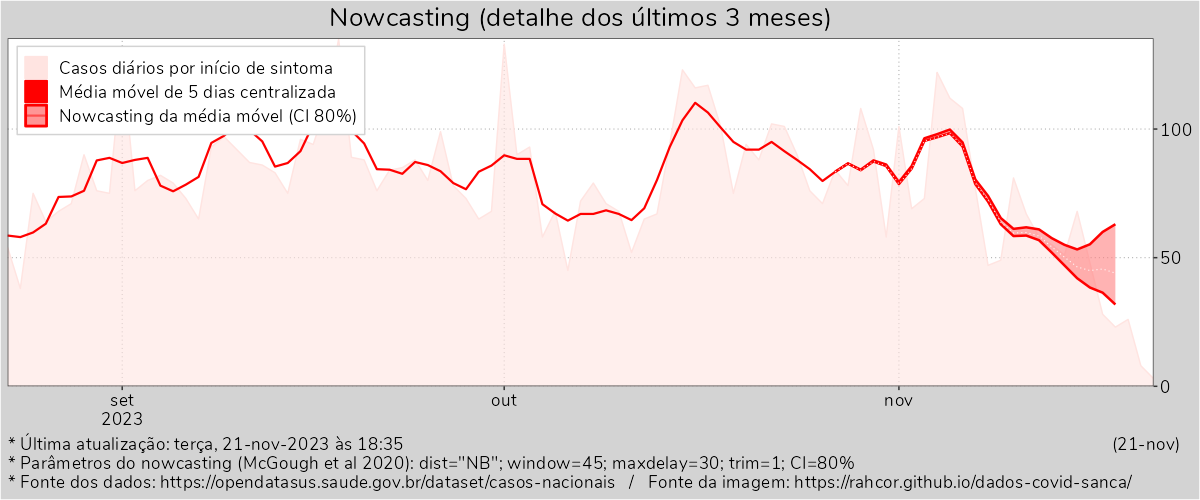 Nowcasting (detalhe dos últimos 3 meses)
Casos diários por início de sintoma
Média móvel de 5 dias centralizada
Nowcasting da média móvel (CI 80%)
100
50
0
set
2023
out
nov
* Última atualização: terça, 21-nov-2023 às 18:35
(21-nov)
* Parâmetros do nowcasting (McGough et al 2020): dist="NB"; window=45; maxdelay=30; trim=1; CI=80%
* Fonte dos dados: https://opendatasus.saude.gov.br/dataset/casos-nacionais / Fonte da imagem: https://rahcor.github.io/dados-covid-sanca/